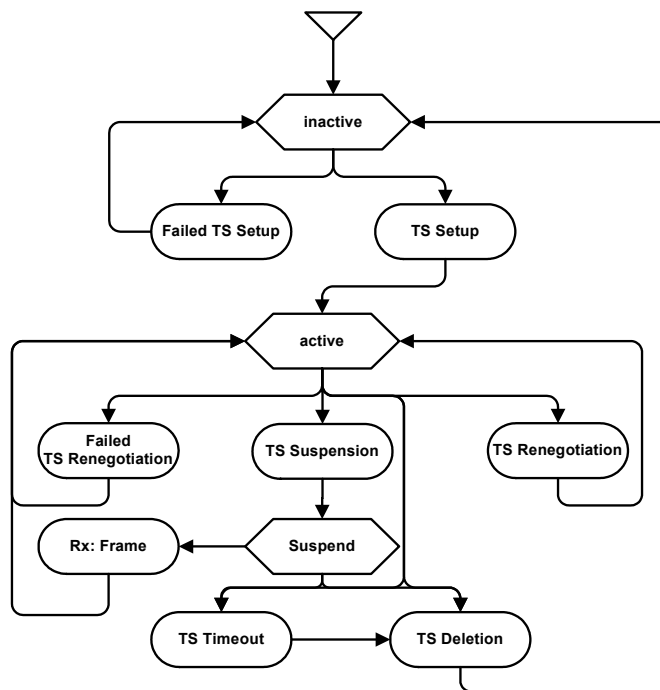 inactive
Failed TS Setup
TS Setup
active
Failed
TS Renegotiation
TS Suspension
TS Renegotiation
Rx: Frame
Suspend
TS Timeout
TS Deletion